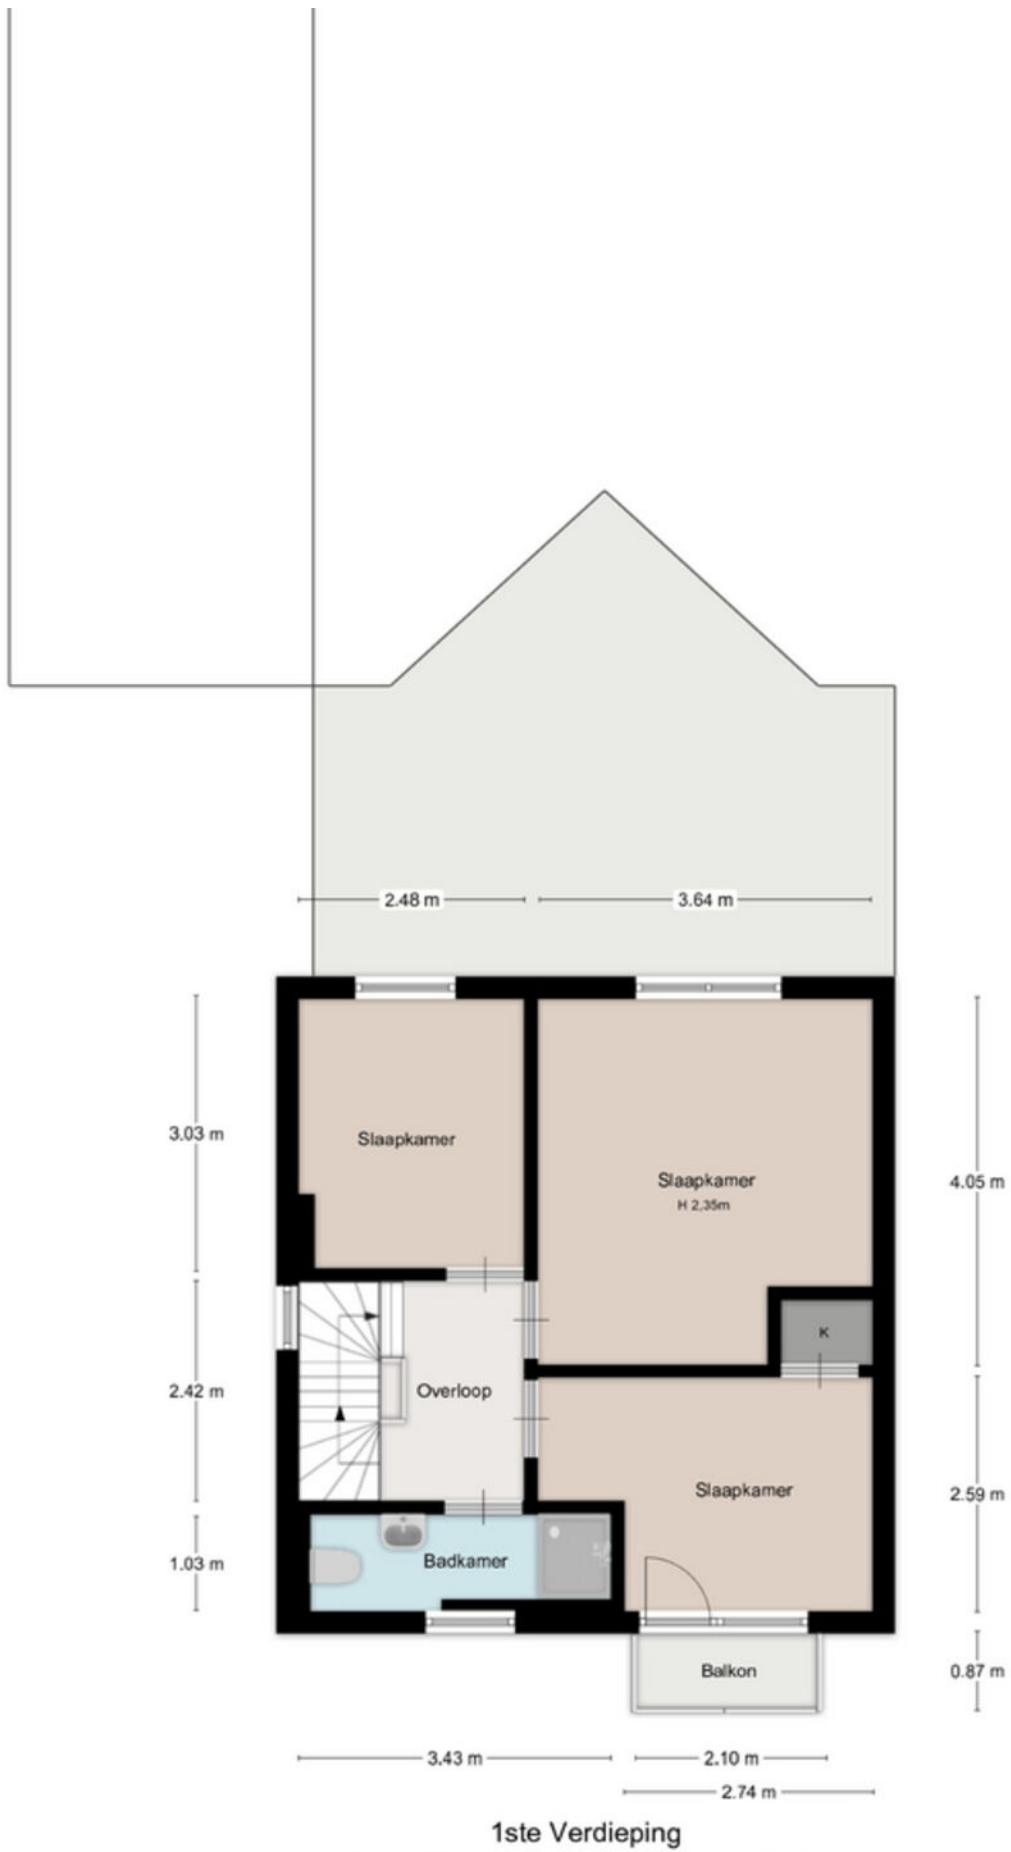 2.48 m
3.64 m
3.03 m
Slaapkamer
Slaapkamer
H 2,35m
4.05 m
K
2.42 m
Overloop
Slaapkamer
2.59 m
1.03 m
Badkamer
Balkon
0.87 m
3.43 m
2.10 m
2.74 m
1ste Verdieping